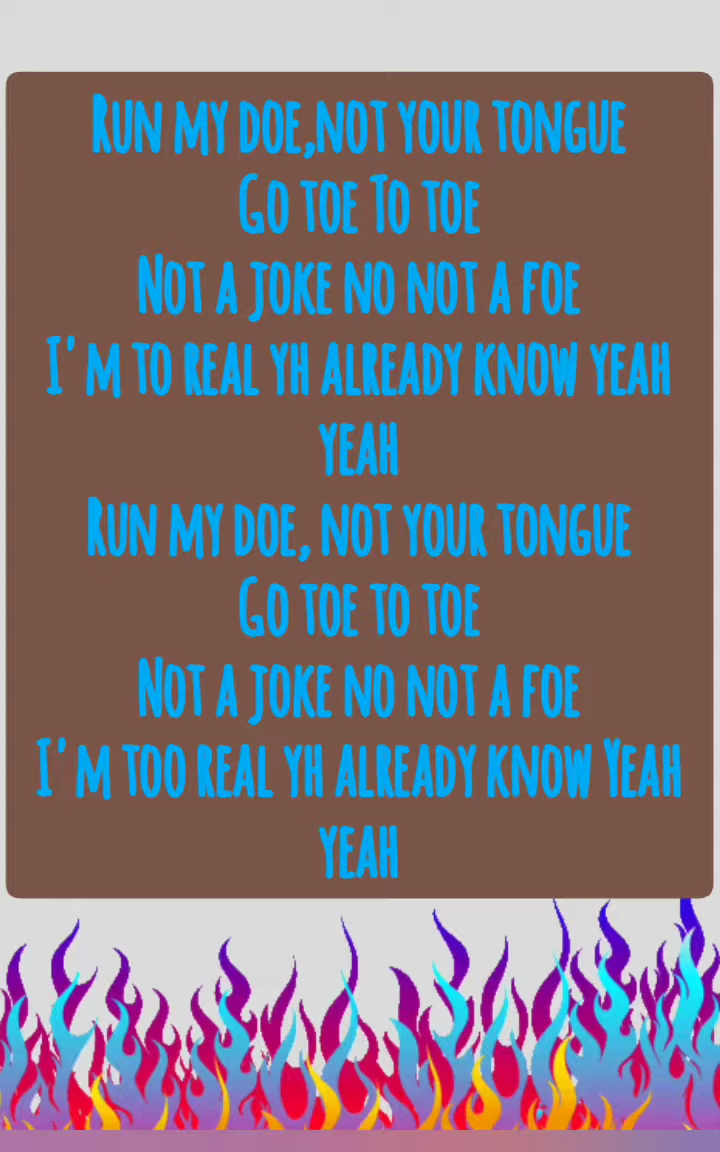 Run my doe,not your tongue
Go toe To toe
Not a joke no not a foe
I'm to real yh already know yeah
yeah
Run my doe, not your tongue
Go toe to toe
Not a joke no not a foe
I'm too real yh already know Yeah
yeah